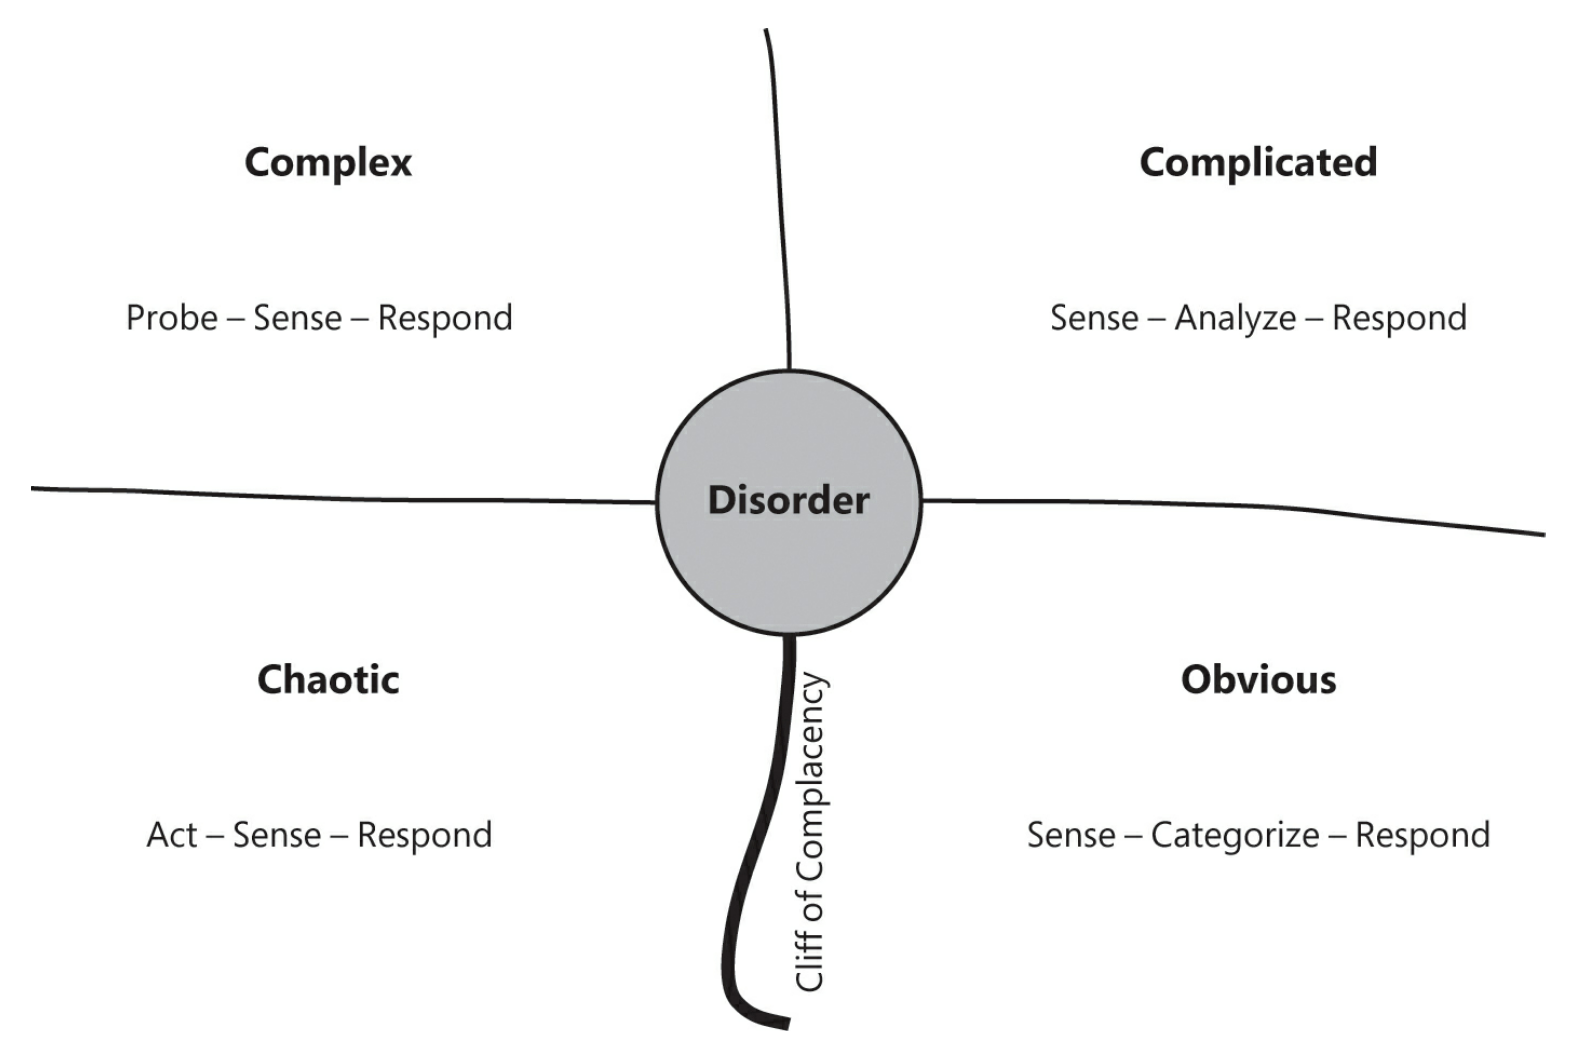 Complex
Complicated
Probe – Sense – Respond
Sense – Analyze – Respond
Disorder
Chaotic
Obvious
Cliff of Complacency
Act – Sense – Respond
Sense – Categorize – Respond